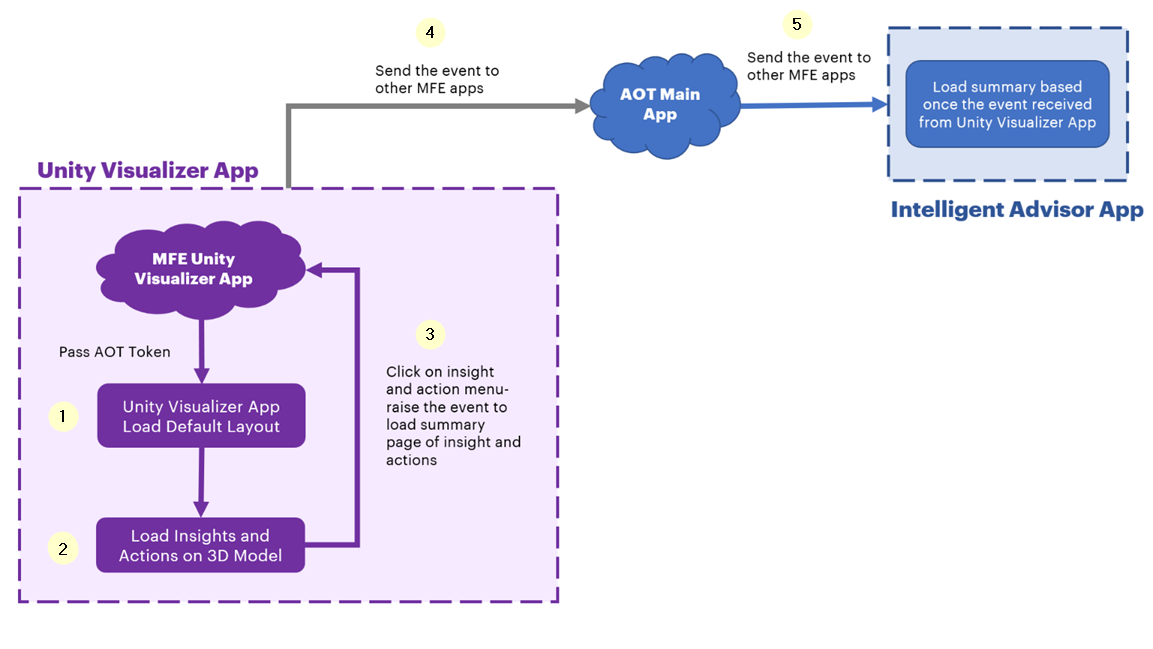 4
Send the event to
other MFE apps
5
Send the event to
other MFE apps
AOT Main
App
Load summary based
once the event received
from Unity Visualizer App
Intelligent Advisor App
Unity Visualizer App
MFE Unity
Visualizer App
Pass AOT Token
1
Unity Visualizer App
Load Default Layout
2
Load Insights and
Actions on 3D Model
3
Click on insight
and action menu-
raise the event to
load summary
page of insight and
actions